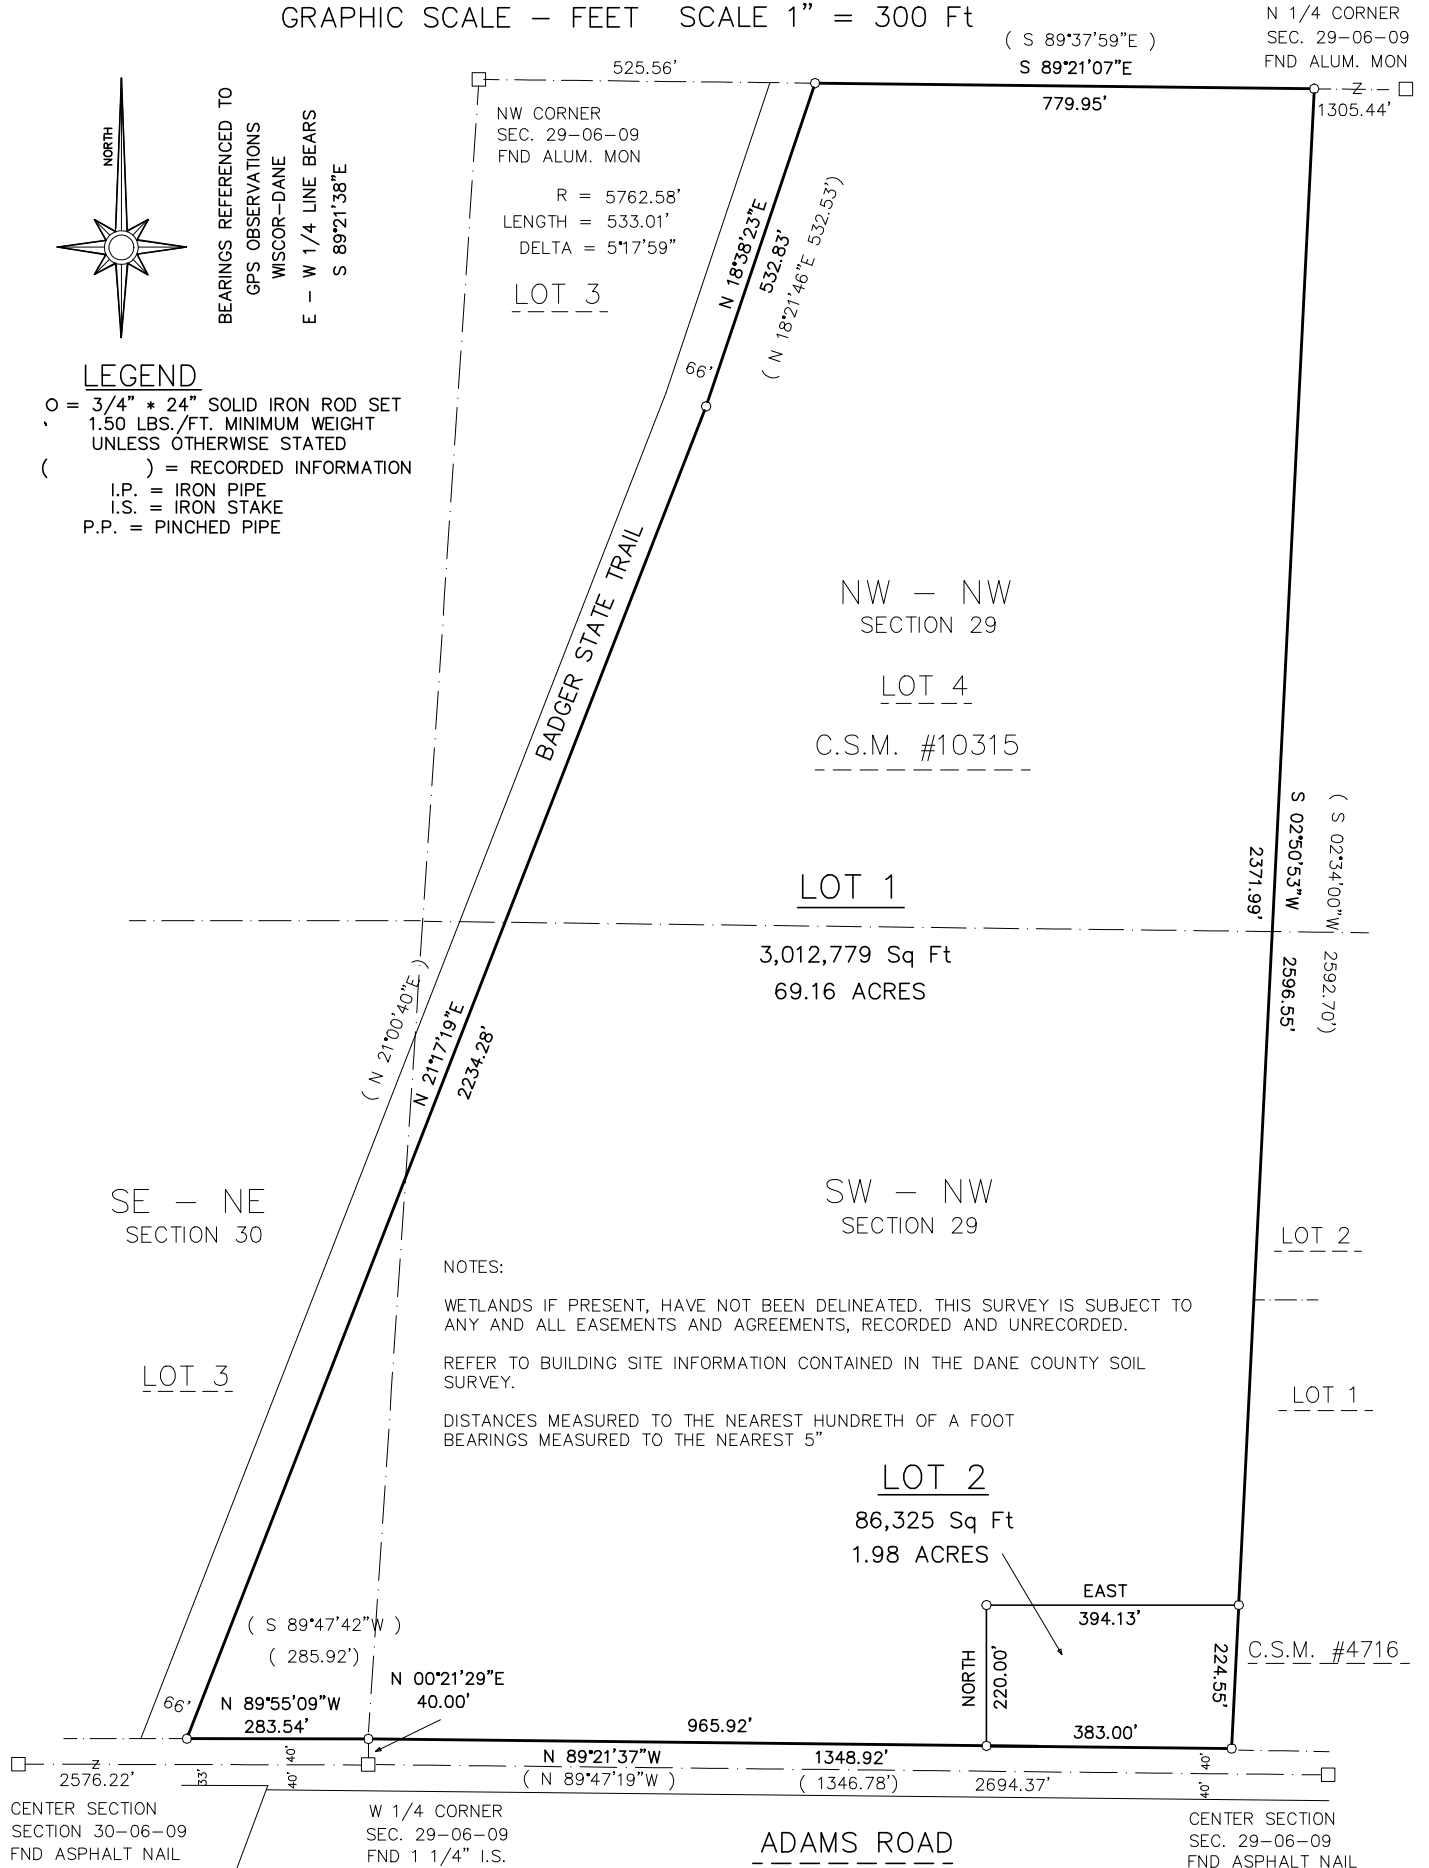 GRAPHIC SCALE – FEET SCALE 1" = 300 Ft
N 1/4 CORNER
SEC. 29–06–09
FND ALUM. MON
( S 89°37'59"E )
S 89°21'07"E
525.56'
779.95'
Z
1305.44'
NORTH
BEARINGS REFERENCED TO
GPS OBSERVATIONS
WISCOR–DANE
E – W 1/4 LINE BEARS
S 89°21'38"E
NW CORNER
SEC. 29–06–09
FND ALUM. MON
R = 5762.58'
LENGTH = 533.01'
DELTA = 5°17'59"
LOT 3
N 18°38'23"E
532.83'
( N 18°21'46"E 532.53')
66'
LEGEND
O = 3/4" * 24" SOLID IRON ROD SET
1.50 LBS./FT. MINIMUM WEIGHT
UNLESS OTHERWISE STATED
( ) = RECORDED INFORMATION
I.P. = IRON PIPE
I.S. = IRON STAKE
P.P. = PINCHED PIPE
BADGER STATE TRAIL
NW – NW
SECTION 29
LOT 4
C.S.M. #10315
LOT 1
3,012,779 Sq Ft
69.16 ACRES
2371.99'
S 02°50'53"W
2596.55'
( S 02°34'00"W 2592.70')
( N 21°00'40"E )
N 21°17'19"E
2234.28'
SE – NE
SECTION 30
SW – NW
SECTION 29
LOT 2
NOTES:
WETLANDS IF PRESENT, HAVE NOT BEEN DELINEATED. THIS SURVEY IS SUBJECT TO
ANY AND ALL EASEMENTS AND AGREEMENTS, RECORDED AND UNRECORDED.
REFER TO BUILDING SITE INFORMATION CONTAINED IN THE DANE COUNTY SOIL
SURVEY.
DISTANCES MEASURED TO THE NEAREST HUNDRETH OF A FOOT
BEARINGS MEASURED TO THE NEAREST 5"
LOT 3
LOT 1
LOT 2
86,325 Sq Ft
1.98 ACRES
EAST
394.13'
NORTH
220.00'
224.55'
C.S.M. #4716
( S 89°47'42"W )
( 285.92')
N 00°21'29"E
40.00'
66'
N 89°55'09"W
283.54'
965.92'
383.00'
N 89°21'37"W
1348.92'
( N 89°47'19"W )
( 1346.78')
2694.37'
Z
2576.22'
33'
40'
40'
40'
40'
CENTER SECTION
SECTION 30–06–09
FND ASPHALT NAIL
W 1/4 CORNER
SEC. 29–06–09
FND 1 1/4" I.S.
ADAMS ROAD
CENTER SECTION
SEC. 29–06–09
FND ASPHALT NAIL